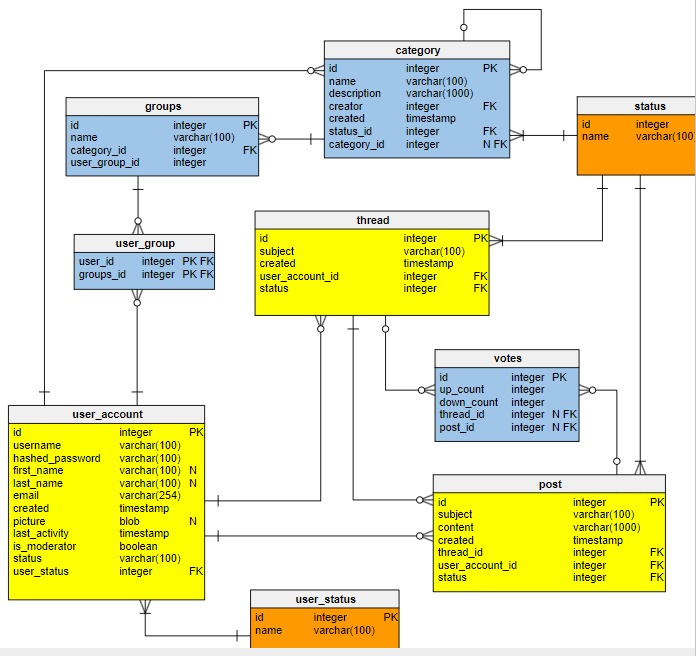 category
id integer PK
name varchar(100)
description varchar(1000)
creator integer FK
created timestamp
status_id integer FK
category_id integer N FK
groups
id integer PK
name varchar(100)
category_id integer FK
user_group_id integer
status
id integer
name varchar(100)
user_group
user_id integer PK FK
groups_id integer PK FK
thread
id integer PK
subject varchar(100)
created timestamp
user_account_id integer FK
status integer FK
votes
id integer PK
up_count integer
down_count integer
thread_id integer N FK
post_id integer N FK
user_account
id integer PK
username varchar(100)
hashed_password varchar(100)
first_name varchar(100) N
last_name varchar(100) N
email varchar(254)
created timestamp
picture blob N
last_activity timestamp
is_moderator boolean
status varchar(100)
user_status integer FK
post
id integer PK
subject varchar(100)
content varchar(1000)
created timestamp
thread_id integer FK
user_account_id integer FK
status integer FK
user_status
id integer PK
name varchar(100)